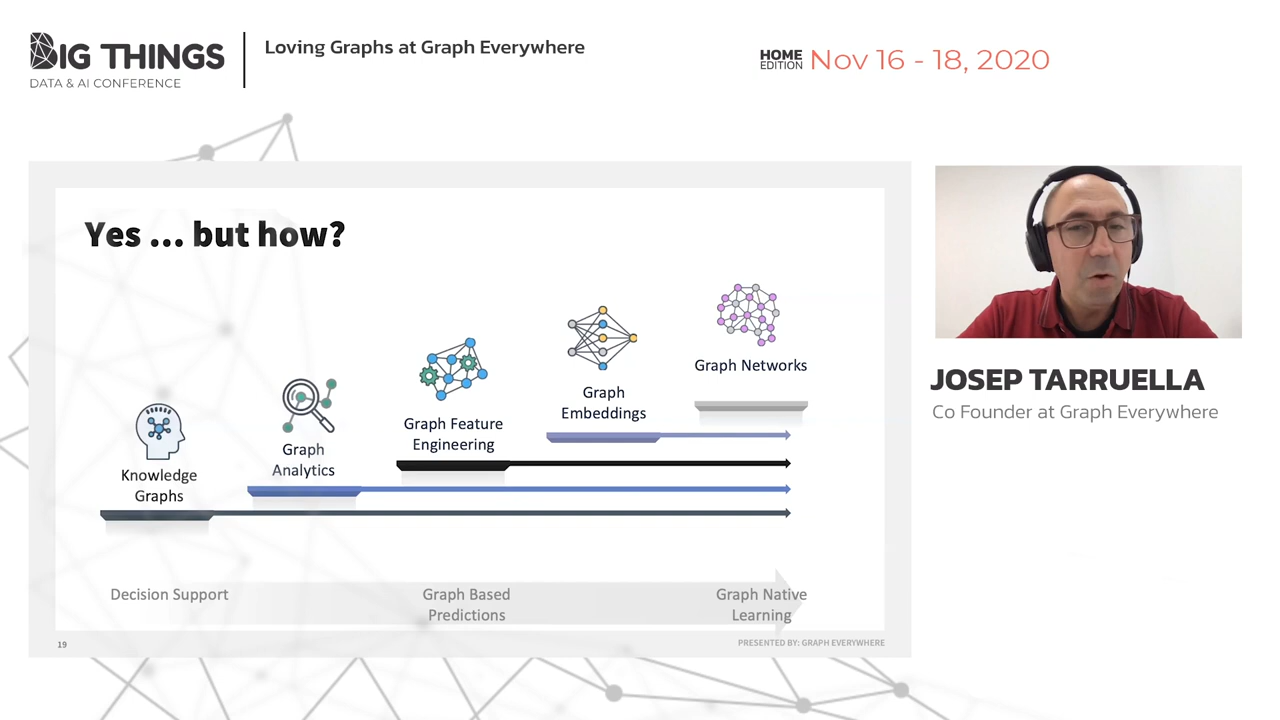 BIG THINGS
DATA & AI CONFERENCE
Loving Graphs at Graph Everywhere
HOME
EDITION
Nov 16 - 18, 2020
Yes ... but how?
Graph Networks
Graph
Embeddings
Graph Feature
Engineering
Graph
Analytics
Knowledge
Graphs
Decision Support
Graph Based
Predictions
Graph Native
Learning
19
PRESENTED BY: GRAPH EVERYWHERE
JOSEP TARRUELLA
Co Founder at Graph Everywhere